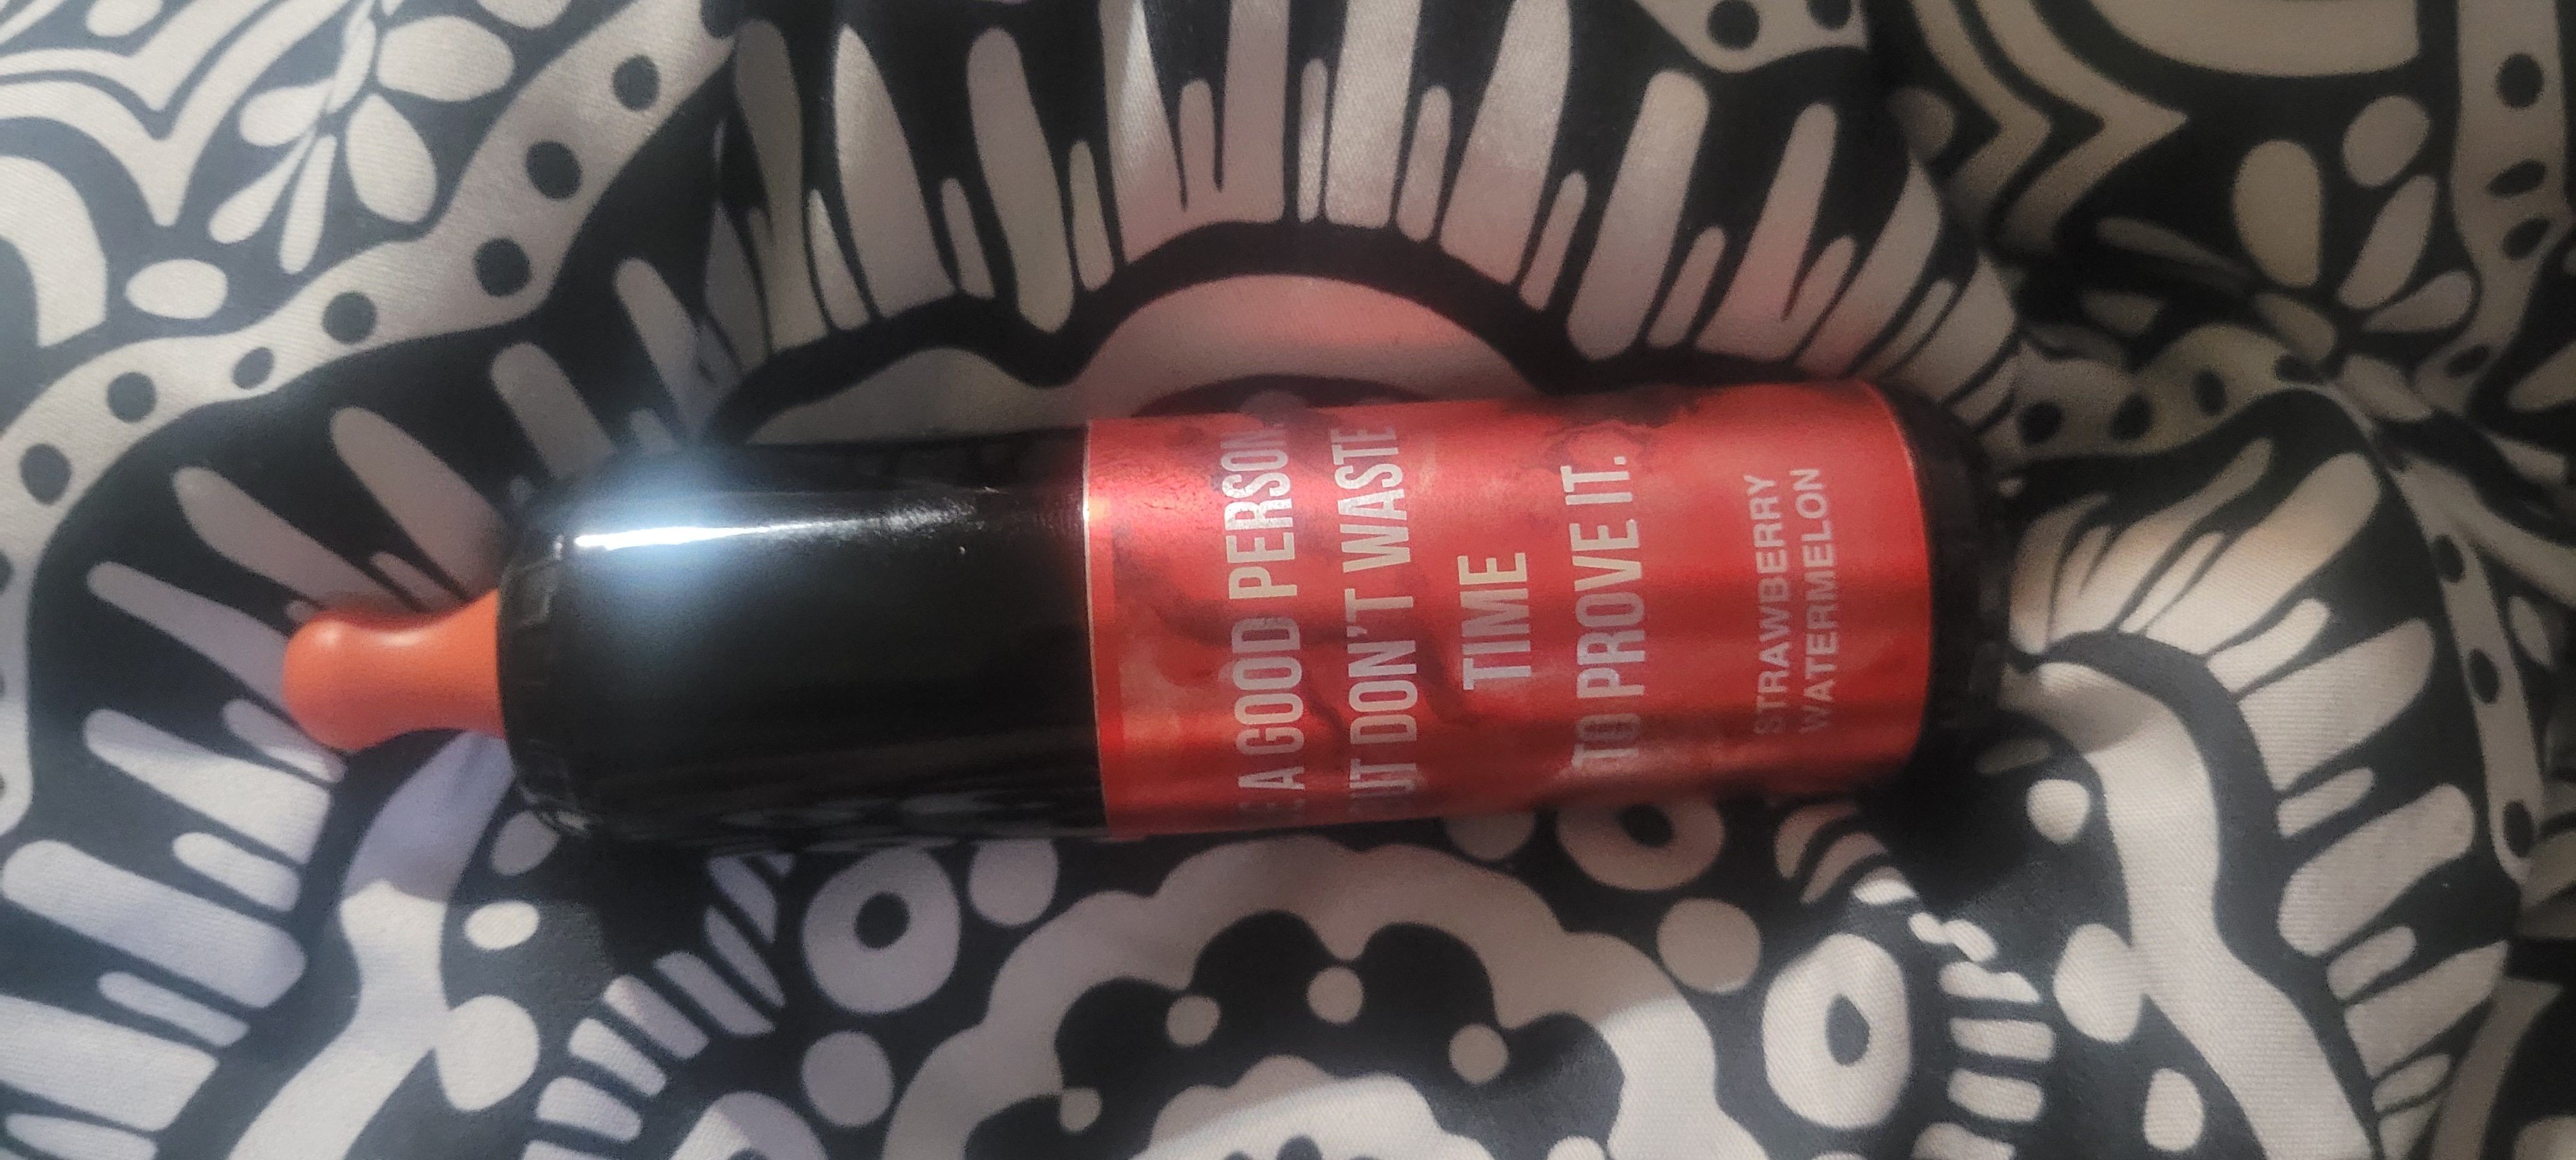 A GOOD PERSON
DON'T WASTE
TIME
TO PROVE IT.
STRAWBERRY
WATERMELON